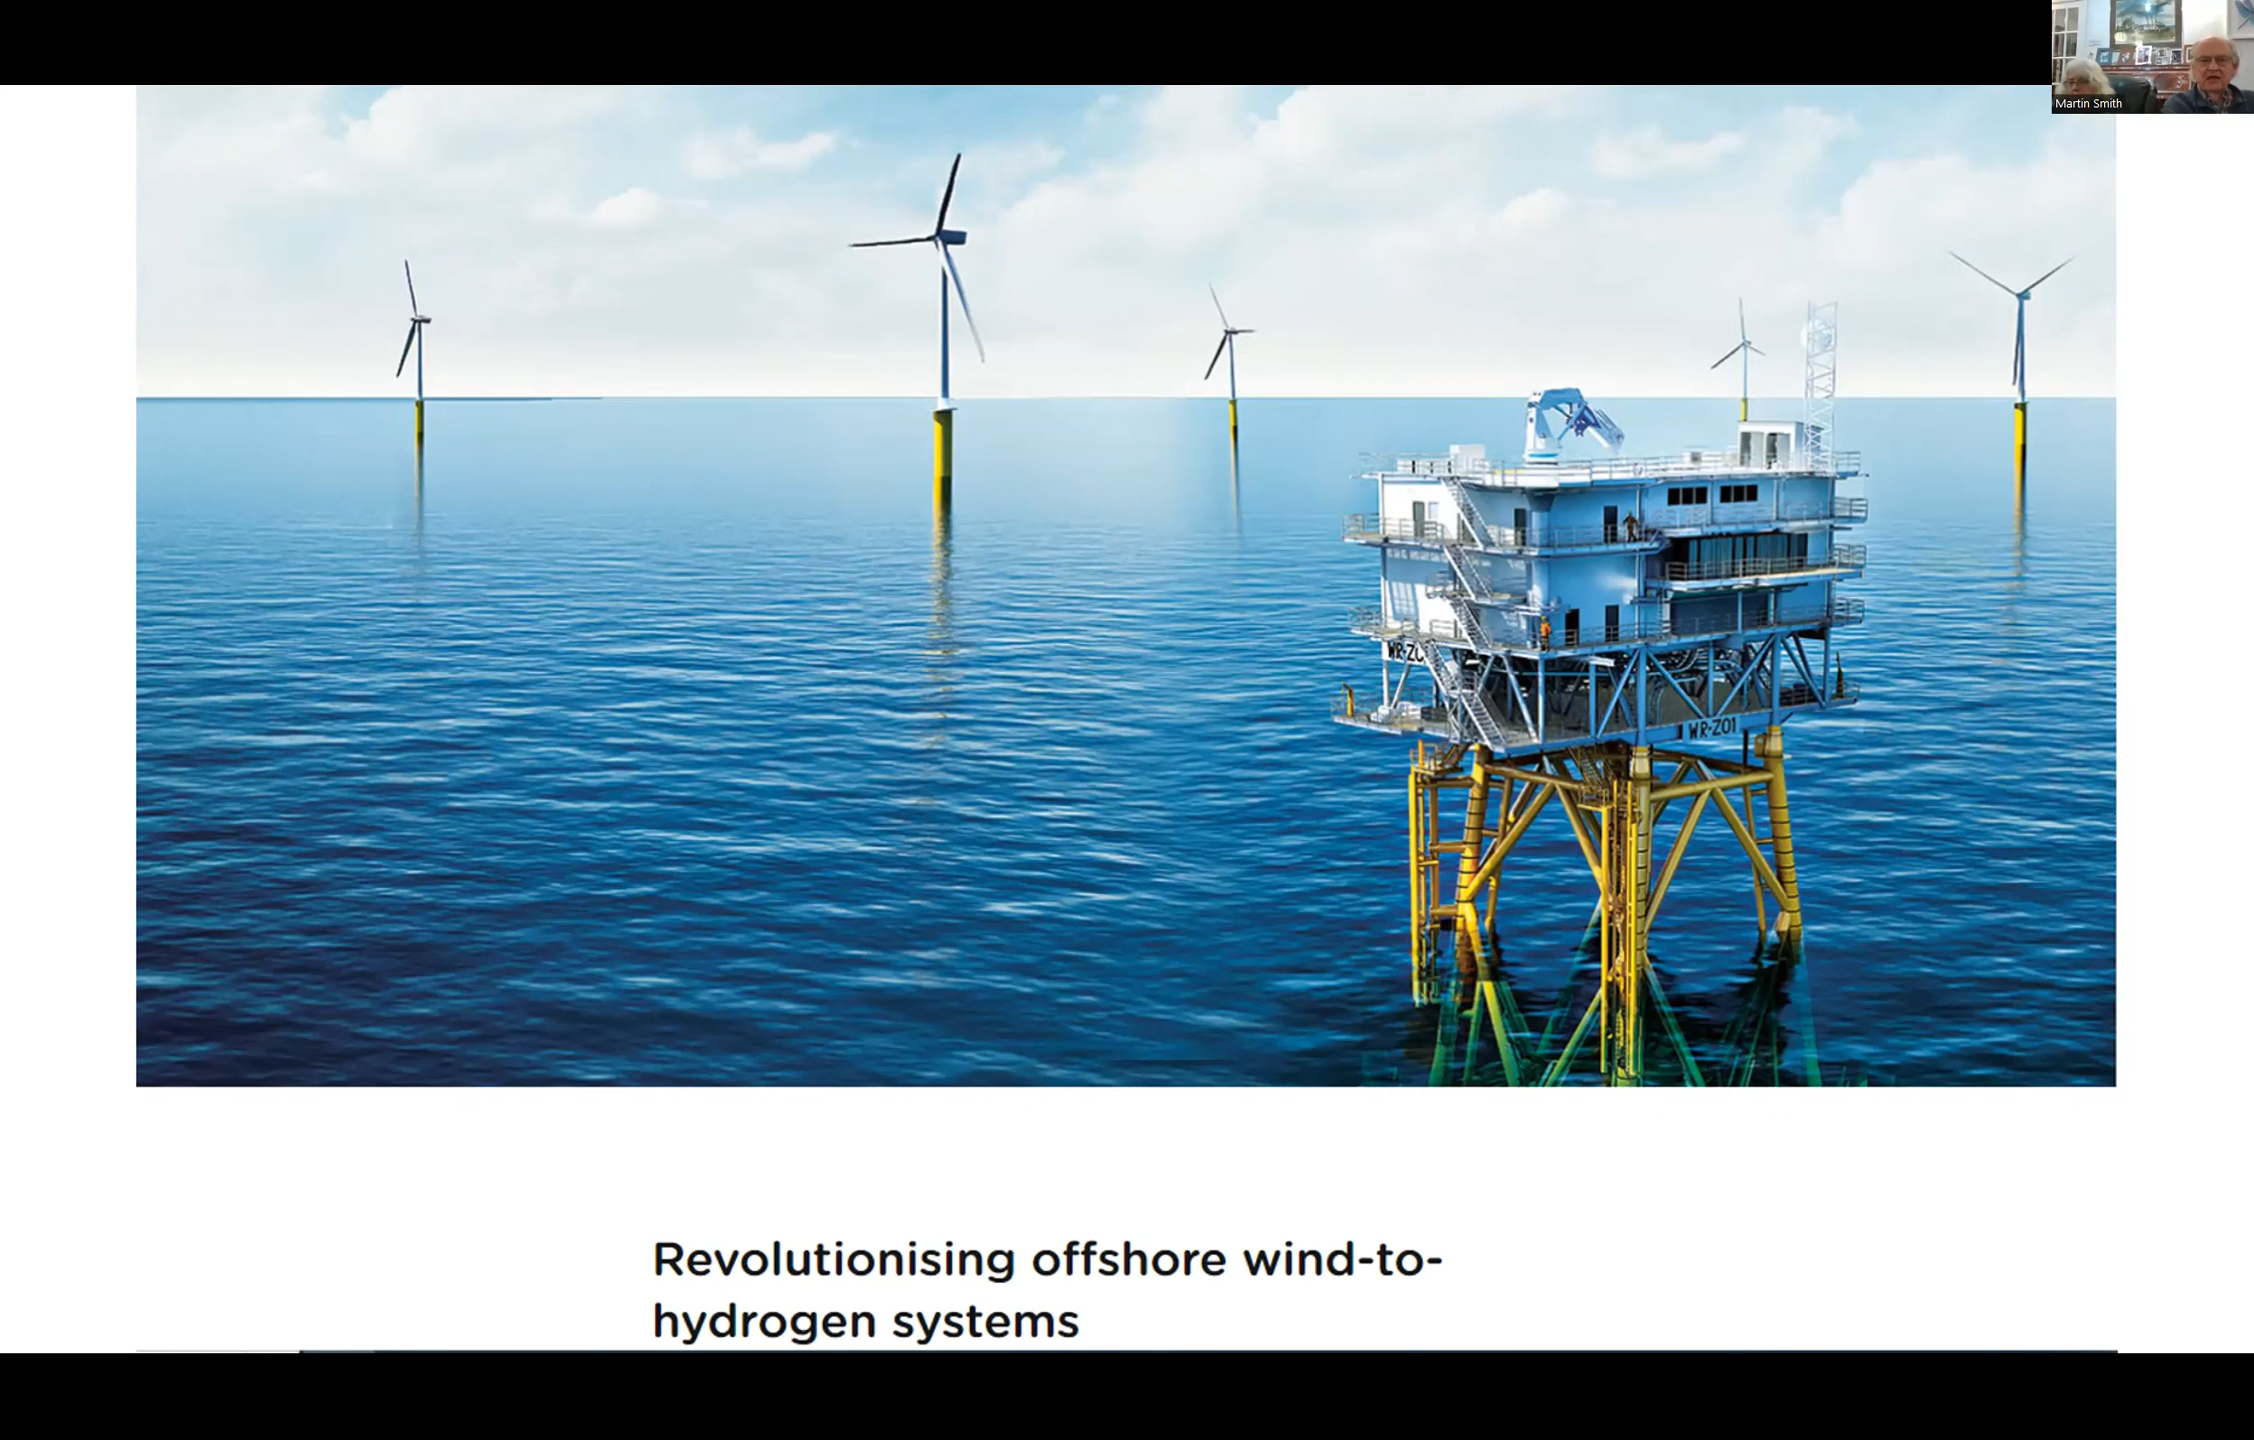 Martin Smith
WR-Z01
Revolutionising offshore wind-to-
hydrogen systems